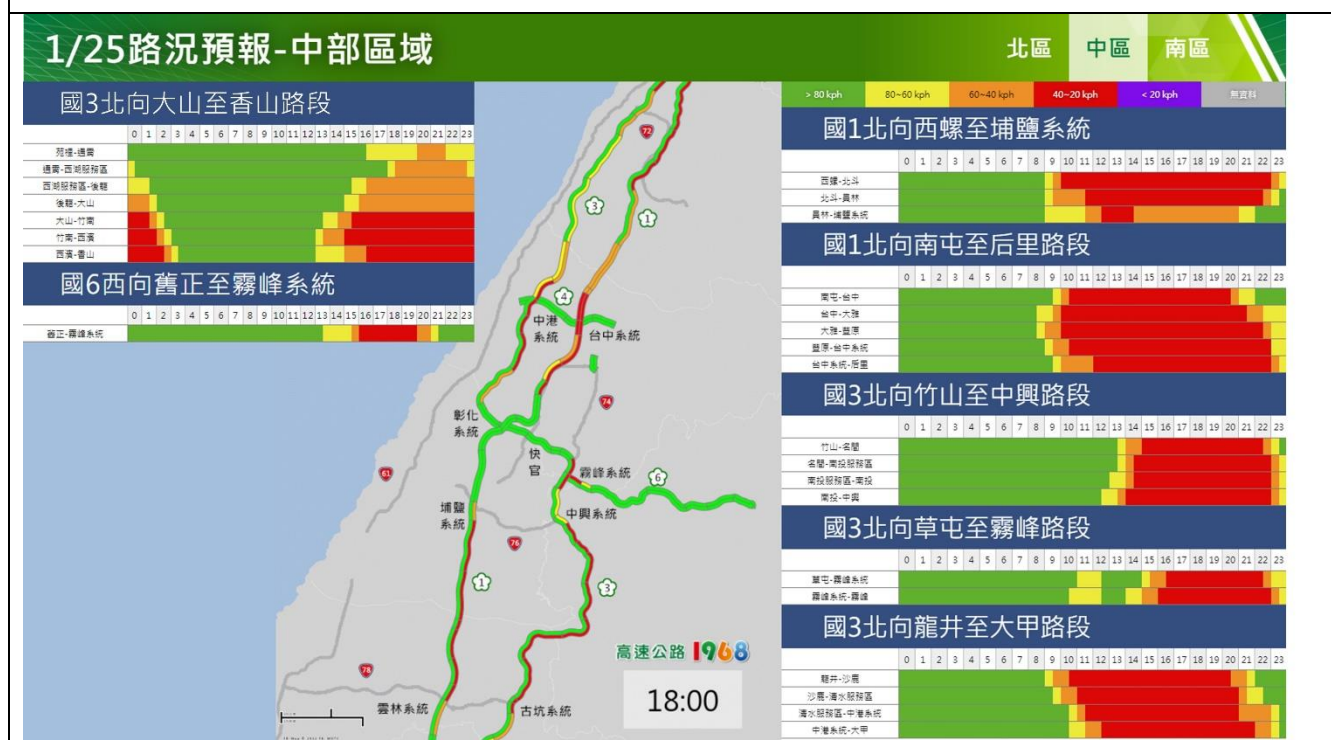 1/25路況預報-中部區域
北區 中區 南區
國3北向大山至香山路段
0 1 2 3 4 5 6 7 8 9 10 11 12 13 14 15 16 17 18 19 20 21 22 23
苑裡-通霄
通霄-西湖服務區
西湖服務區-後龍
後龍-大山
大山-竹南
竹南-西濱
西濱-香山
國6西向舊正至霧峰系統
0 1 2 3 4 5 6 7 8 9 10 11 12 13 14 15 16 17 18 19 20 21 22 23
舊正-霧峰系統
72
3
1
4
中港系統
台中系統
74
彰化系統
快官
霧峰系統
6
61
埔鹽系統
中興系統
76
1
3
78
雲林系統
古坑系統
高速公路1968
18:00
> 80 kph 80~60 kph 60~40 kph 40~20 kph < 20 kph 無資料
國1北向西螺至埔鹽系統
0 1 2 3 4 5 6 7 8 9 10 11 12 13 14 15 16 17 18 19 20 21 22 23
西螺-北斗
北斗-員林
員林-埔鹽系統
國1北向南屯至后里路段
0 1 2 3 4 5 6 7 8 9 10 11 12 13 14 15 16 17 18 19 20 21 22 23
南屯-台中
台中-大雅
大雅-豐原
豐原-台中系統
台中系統-后里
國3北向竹山至中興路段
0 1 2 3 4 5 6 7 8 9 10 11 12 13 14 15 16 17 18 19 20 21 22 23
竹山-名間
名間-南投服務區
南投服務區-南投
南投-中興
國3北向草屯至霧峰路段
0 1 2 3 4 5 6 7 8 9 10 11 12 13 14 15 16 17 18 19 20 21 22 23
草屯-霧峰系統
霧峰系統-霧峰
國3北向龍井至大甲路段
0 1 2 3 4 5 6 7 8 9 10 11 12 13 14 15 16 17 18 19 20 21 22 23
龍井-沙鹿
沙鹿-清水服務區
清水服務區-中港系統
中港系統-大甲